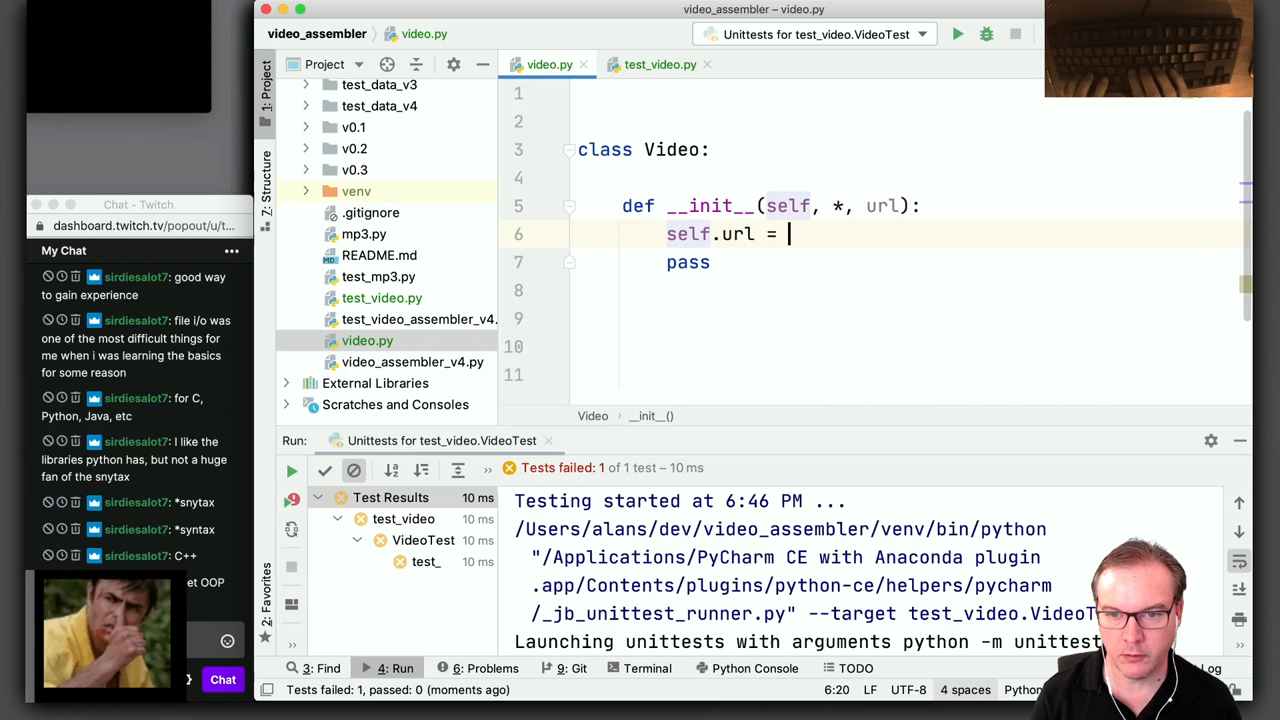 video_assembler – video.py
video_assembler
video.py
Unittests for test_video.VideoTest
Project
video.py
test_video.py
1: Project
7: Structure
2: Favorites
test_data_v3
test_data_v4
v0.1
v0.2
v0.3
venv
.gitignore
mp3.py
README.md
test_mp3.py
test_video.py
test_video_assembler_v4.
video.py
video_assembler_v4.py
External Libraries
Scratches and Consoles
1
2
3 class Video:
4
5 def __init__(self, *, url):
6 self.url =
7 pass
8
9
10
11
Video
__init__()
Chat – Twitch
dashboard.twitch.tv/popout/u/t...
My Chat
sirdiesalot7: good way
to gain experience
sirdiesalot7: file i/o was
one of the most difficult things for
me when i was learning the basics
for some reason
sirdiesalot7: for C,
Python, Java, etc
sirdiesalot7: I like the
libraries python has, but not a huge
fan of the snytax
sirdiesalot7: *snytax
sirdiesalot7: *syntax
sirdiesalot7: C++
et OOP
Chat
Run:
Unittests for test_video.VideoTest
Tests failed: 1 of 1 test – 10 ms
Test Results 10 ms
test_video 10 ms
VideoTest 10 ms
test_ 10 ms
Testing started at 6:46 PM ...
/Users/alans/dev/video_assembler/venv/bin/python
"/Applications/PyCharm CE with Anaconda plugin
.app/Contents/plugins/python-ce/helpers/pycharm
/_jb_unittest_runner.py" --target test_video.VideoT
Launching unittests with arguments python -m unittest
3: Find
4: Run
6: Problems
9: Git
Terminal
Python Console
TODO
Log
Tests failed: 1, passed: 0 (moments ago)
6:20
LF
UTF-8
4 spaces
Python